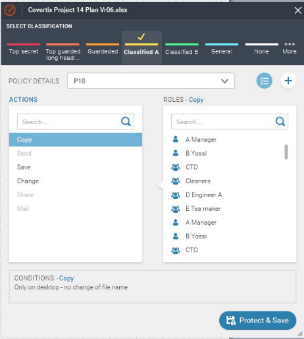 Covertix Project 14 Plan Vr06.xlsx
SELECT CLASSIFICATION
Top secret
Top guarded long headi...
Guardeded
Classified A
Classified S
General
None
More
POLICY DETAILS P10
ACTIONS
Search...
Copy
Send
Save
Change
Share
Mail
ROLES - Copy
Search...
A Manager
B Yossi
CTO
Cleaners
D Engineer A
E Tea maker
A Manager
B Yossi
CTO
CONDITIONS - Copy
Only on desktop - no change of file name
Protect & Save